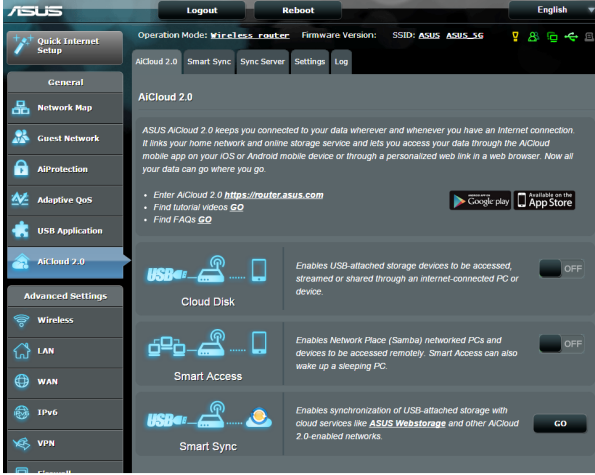 ASUS
Logout
Reboot
English
Quick Internet
Setup
Operation Mode: Wireless router Firmware Version: SSID: ASUS ASUS_5G
AiCloud 2.0 Smart Sync Sync Server Settings Log
General
Network Map
Guest Network
AiProtection
Adaptive QoS
USB Application
AiCloud 2.0
Advanced Settings
Wireless
LAN
WAN
IPv6
VPN
Firewall
AiCloud 2.0
ASUS AiCloud 2.0 keeps you connected to your data wherever and whenever you have an Internet connection.
It links your home network and online storage service and lets you access your data through the AiCloud
mobile app on your iOS or Android mobile device or through a personalized web link in a web browser. Now all
your data can go where you go.
• Enter AiCloud 2.0 https://router.asus.com
• Find tutorial videos GO
• Find FAQs GO
Google play
Available on the
App Store
USB
Cloud Disk
Enables USB-attached storage devices to be accessed,
streamed or shared through an internet-connected PC or
device.
OFF
Smart Access
Enables Network Place (Samba) networked PCs and
devices to be accessed remotely. Smart Access can also
wake up a sleeping PC.
OFF
USB
Smart Sync
Enables synchronization of USB-attached storage with
cloud services like ASUS Webstorage and other AiCloud
2.0-enabled networks.
GO